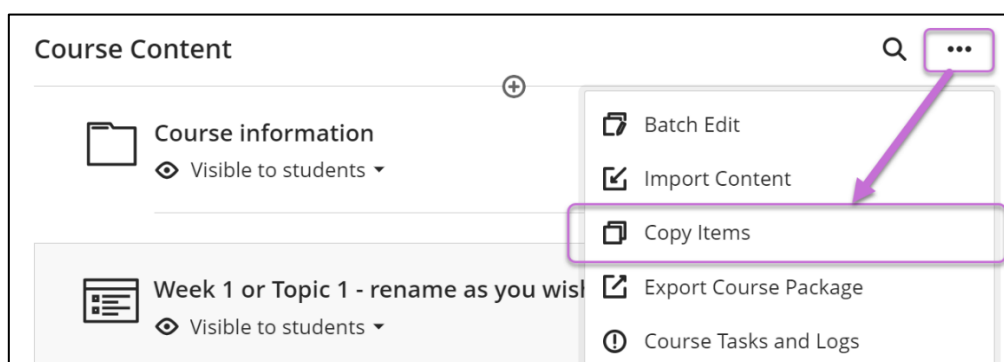 Course Content
Course information
Visible to students
Week 1 or Topic 1 - rename as you wish
Visible to students
Batch Edit
Import Content
Copy Items
Export Course Package
Course Tasks and Logs